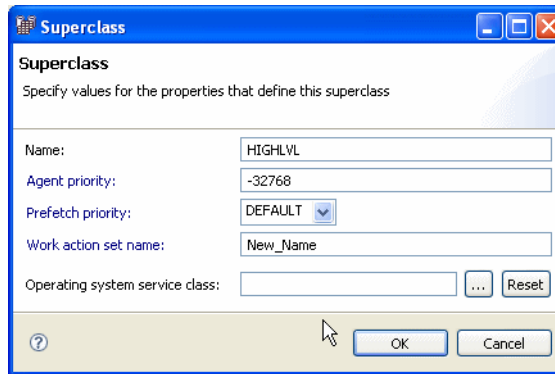 Superclass
Superclass
Specify values for the properties that define this superclass
Name: HIGHLVL
Agent priority: -32768
Prefetch priority: DEFAULT
Work action set name: New_Name
Operating system service class: ... Reset
? OK Cancel